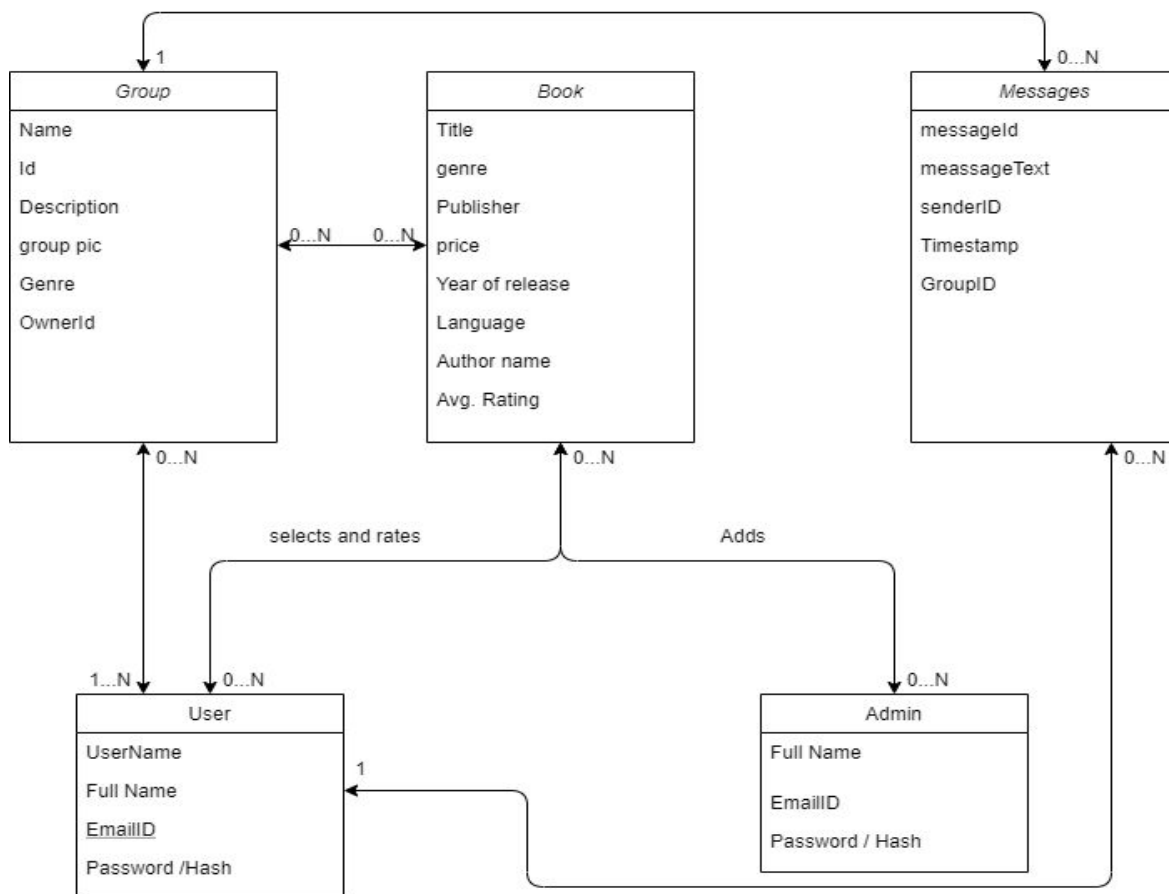 1
0...N
Group
Name
Id
Description
group pic
Genre
OwnerId
0...N
0...N
Book
Title
genre
Publisher
price
Year of release
Language
Author name
Avg. Rating
Messages
messageId
meassageText
senderID
Timestamp
GroupID
0...N
0...N
0...N
selects and rates
Adds
1...N
0...N
0...N
User
UserName
Full Name
EmailID
Password /Hash
1
Admin
Full Name
EmailID
Password / Hash